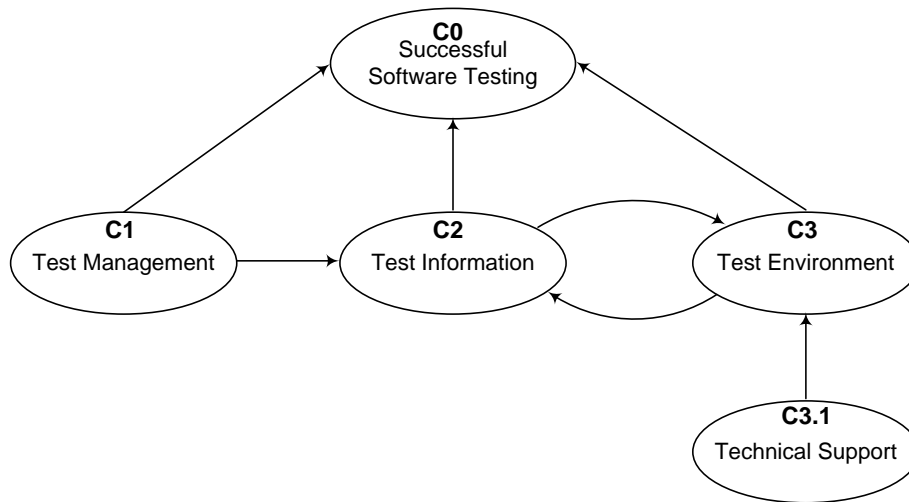 C0
Successful
Software Testing
C1
Test Management
C2
Test Information
C3
Test Environment
C3.1
Technical Support